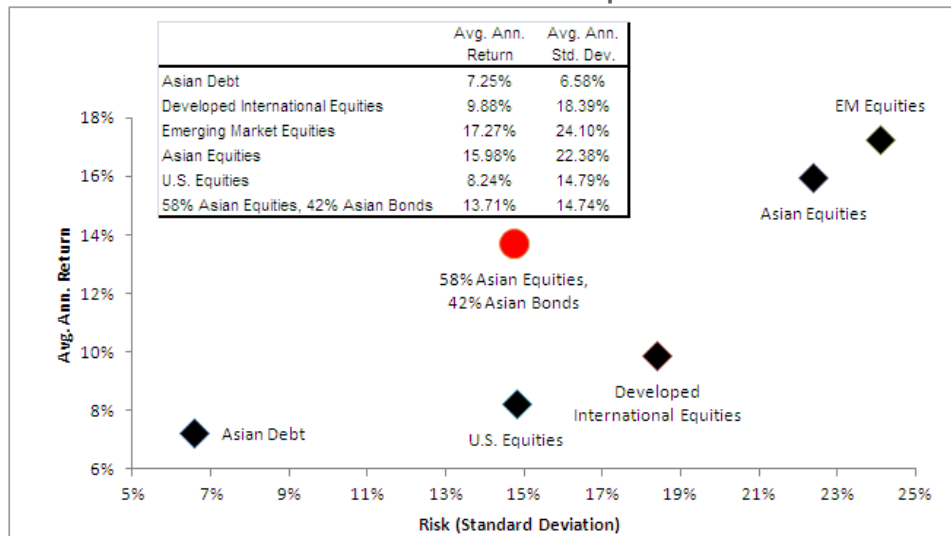 Avg. Ann. Return Avg. Ann. Std. Dev.
Asian Debt 7.25% 6.58%
Developed International Equities 9.88% 18.39%
Emerging Market Equities 17.27% 24.10%
Asian Equities 15.98% 22.38%
U.S. Equities 8.24% 14.79%
58% Asian Equities, 42% Asian Bonds 13.71% 14.74%
Avg. Ann. Return
18%
16%
14%
12%
10%
8%
6%
EM Equities
Asian Equities
58% Asian Equities,
42% Asian Bonds
Developed
International Equities
U.S. Equities
Asian Debt
5% 7% 9% 11% 13% 15% 17% 19% 21% 23% 25%
Risk (Standard Deviation)